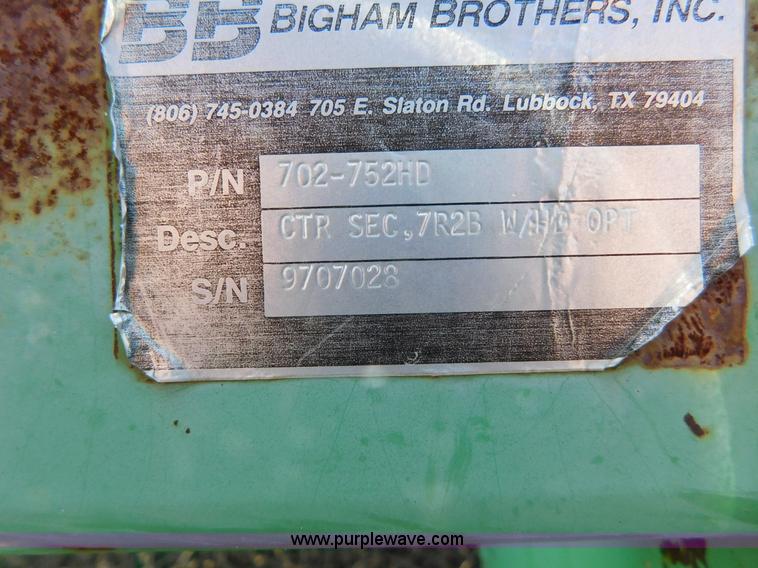 BB BIGHAM BROTHERS, INC.
(806) 745-0384 705 E. Slaton Rd. Lubbock, TX 79404
P/N 702-752HD
Desc. CTR SEC,7R2B W/HD OPT
S/N 9707028
www.purplewave.com